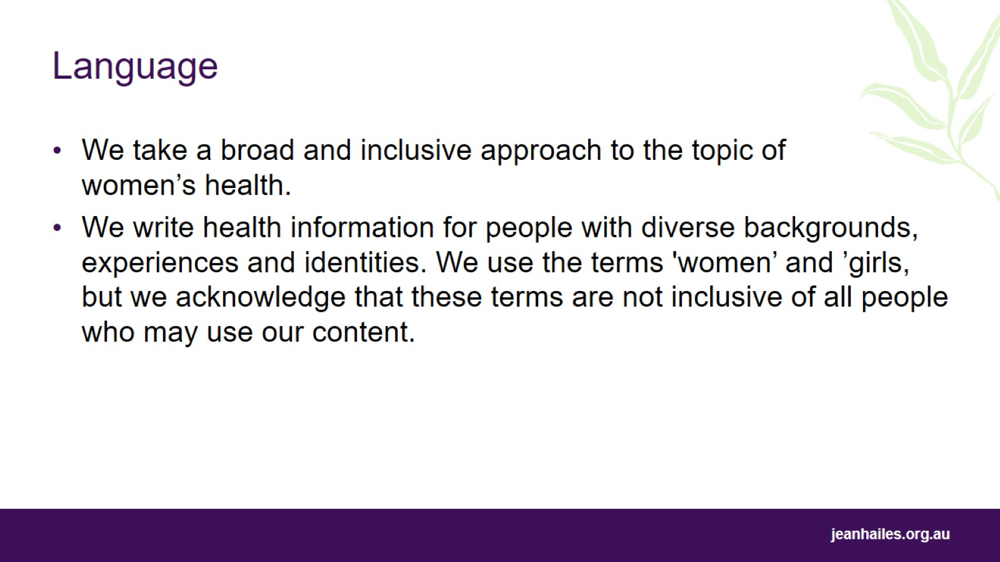 Language
• We take a broad and inclusive approach to the topic of
women’s health.
• We write health information for people with diverse backgrounds,
experiences and identities. We use the terms 'women’ and ’girls,
but we acknowledge that these terms are not inclusive of all people
who may use our content.
jeanhailes.org.au